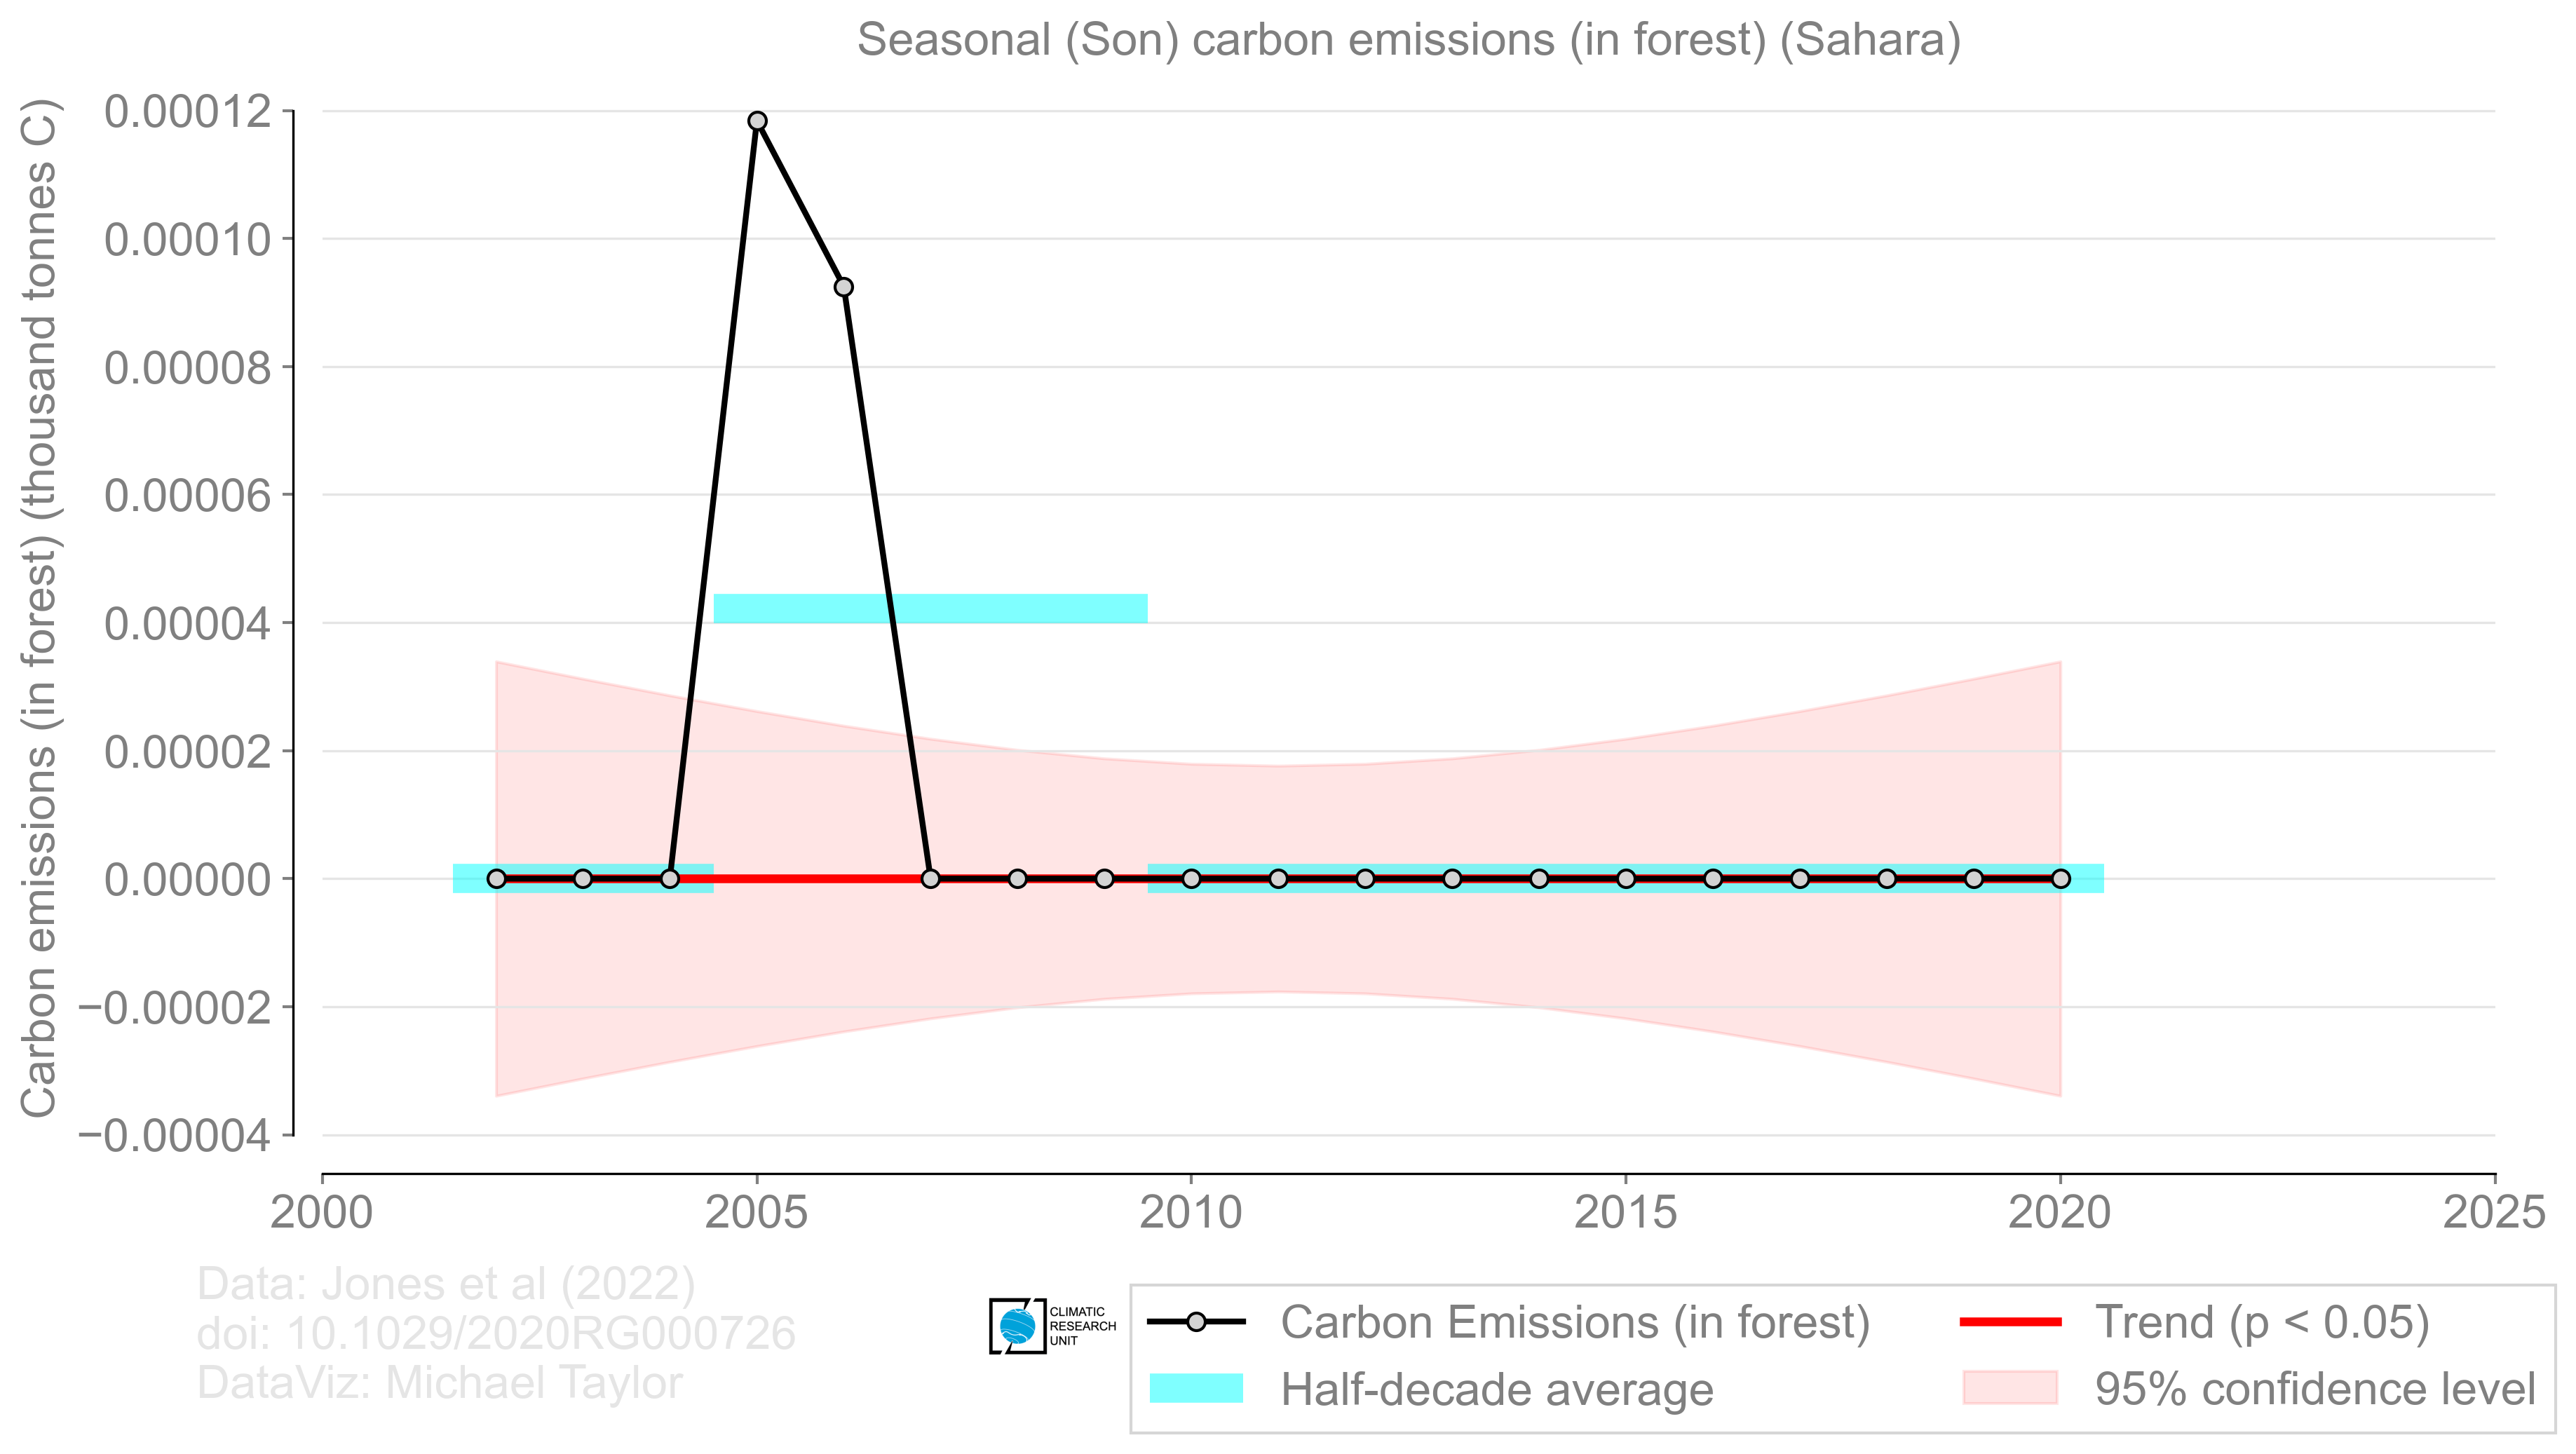 Seasonal (Son) carbon emissions (in forest) (Sahara)
Carbon emissions (in forest) (thousand tonnes C)
0.00012
0.00010
0.00008
0.00006
0.00004
0.00002
0.00000
−0.00002
−0.00004
2000 2005 2010 2015 2020 2025
Data: Jones et al (2022)
doi: 10.1029/2020RG000726
DataViz: Michael Taylor
CLIMATIC
RESEARCH
UNIT
Carbon Emissions (in forest)
Half-decade average
Trend (p < 0.05)
95% confidence level